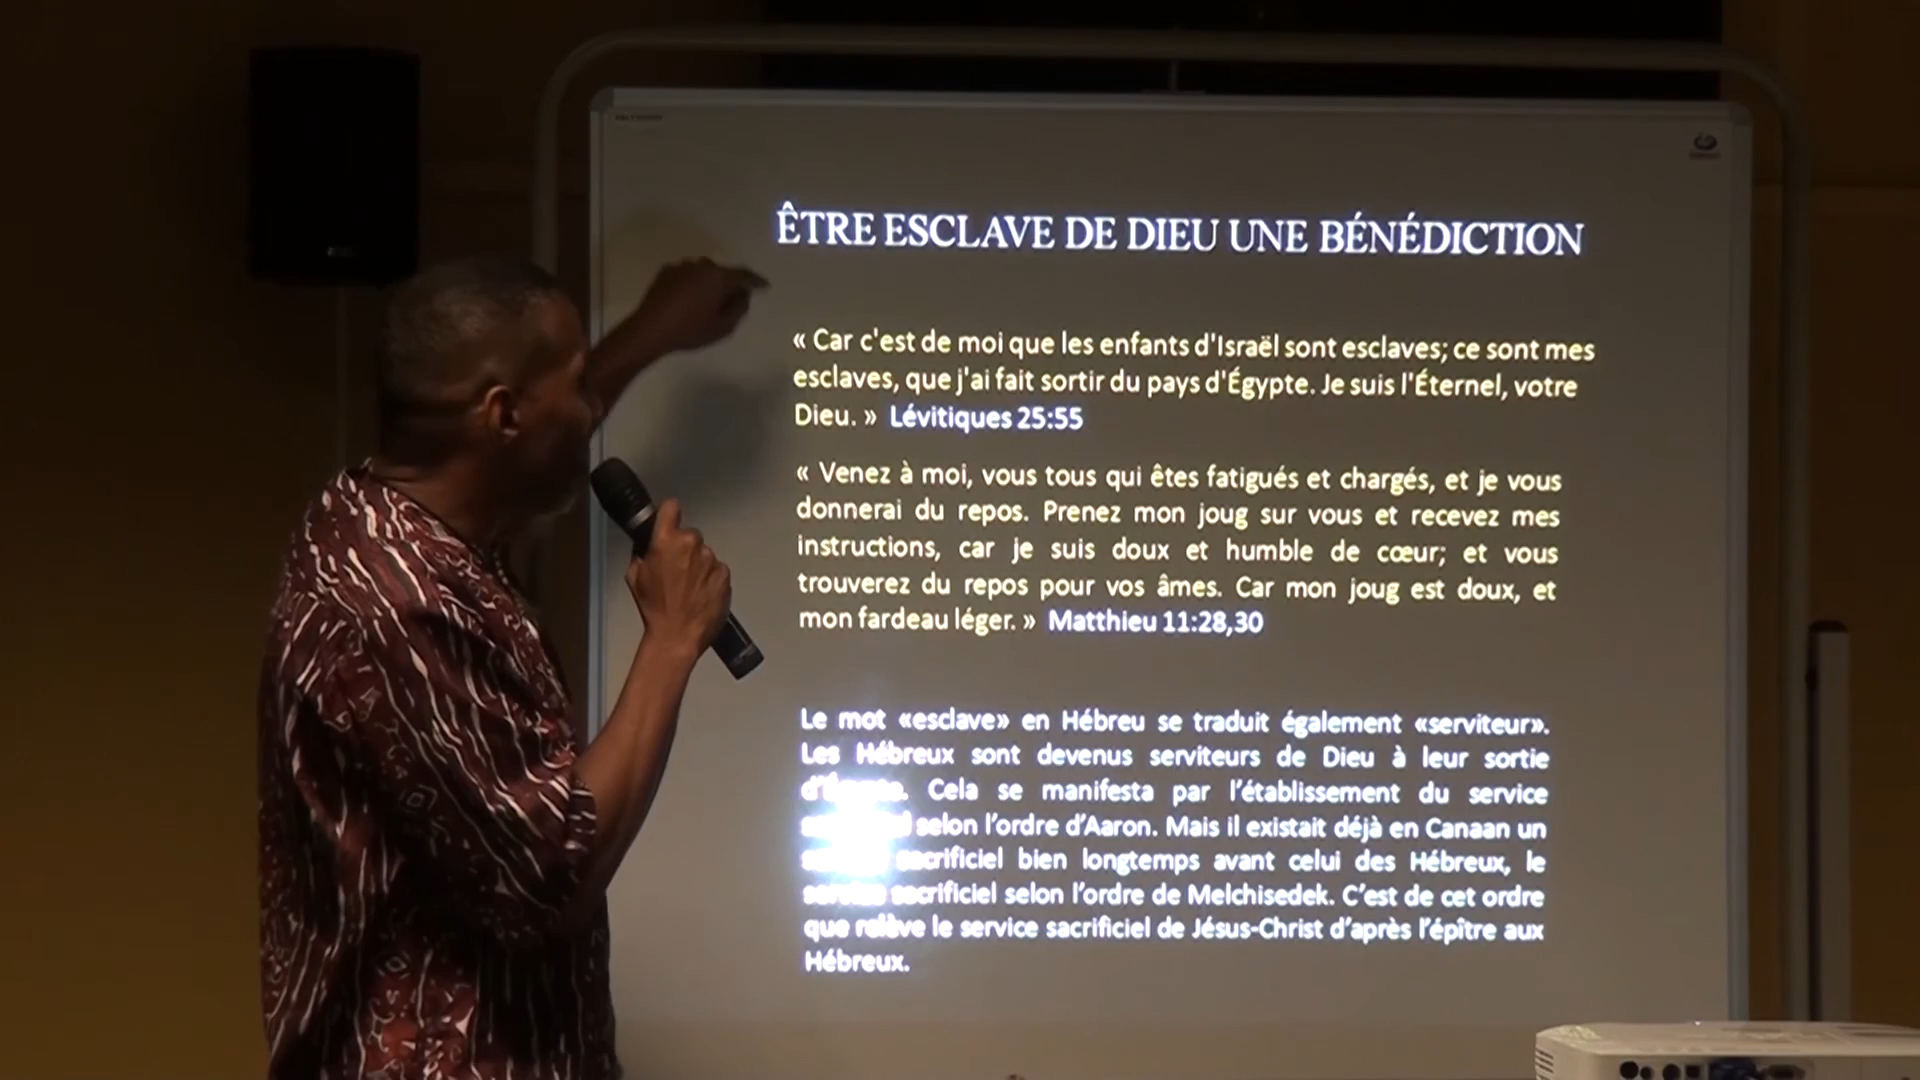 ÊTRE ESCLAVE DE DIEU UNE BÉNÉDICTION
« Car c'est de moi que les enfants d'Israël sont esclaves; ce sont mes
esclaves, que j'ai fait sortir du pays d'Égypte. Je suis l'Éternel, votre
Dieu. » Lévitiques 25:55
« Venez à moi, vous tous qui êtes fatigués et chargés, et je vous
donnerai du repos. Prenez mon joug sur vous et recevez mes
instructions, car je suis doux et humble de cœur; et vous
trouverez du repos pour vos âmes. Car mon joug est doux, et
mon fardeau léger. » Matthieu 11:28,30
Le mot «esclave» en Hébreu se traduit également «serviteur».
Les Hébreux sont devenus serviteurs de Dieu à leur sortie
Cela se manifesta par l’établissement du service
selon l’ordre d’Aaron. Mais il existait déjà en Canaan un
sacrificiel bien longtemps avant celui des Hébreux, le
service sacrificiel selon l’ordre de Melchisedek. C’est de cet ordre
que relève le service sacrificiel de Jésus-Christ d’après l’épître aux
Hébreux.